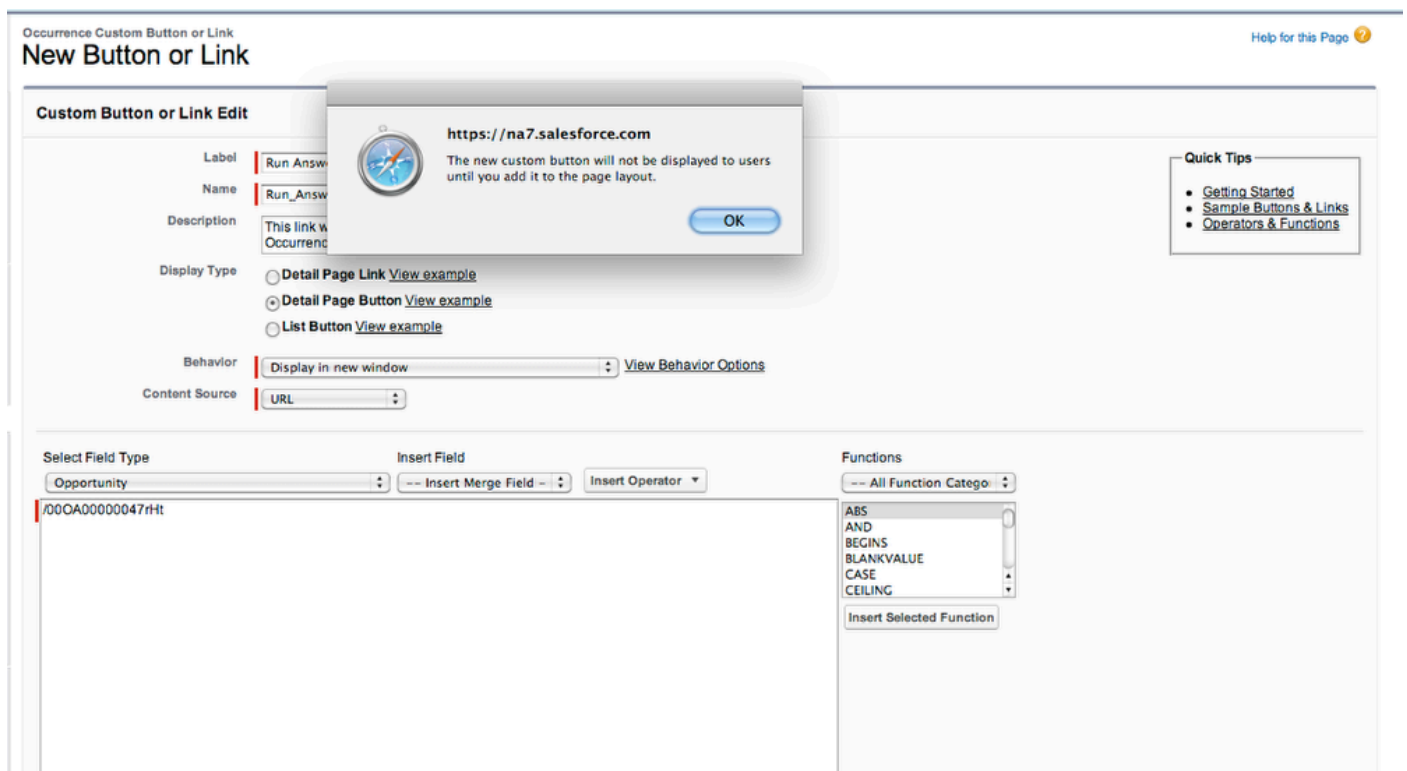 Occurrence Custom Button or Link
New Button or Link
Help for this Page
Custom Button or Link Edit
https://na7.salesforce.com
The new custom button will not be displayed to users
until you add it to the page layout.
OK
Label
Run Answ
Name
Run_Answ
Description
This link w
Occurrenc
Display Type
Detail Page Link View example
Detail Page Button View example
List Button View example
Behavior
Display in new window
View Behavior Options
Content Source
URL
Quick Tips
Getting Started
Sample Buttons & Links
Operators & Functions
Select Field Type
Insert Field
Functions
Opportunity
-- Insert Merge Field -
Insert Operator
-- All Function Catego
/00OA00000047rHt
ABS
AND
BEGINS
BLANKVALUE
CASE
CEILING
Insert Selected Function